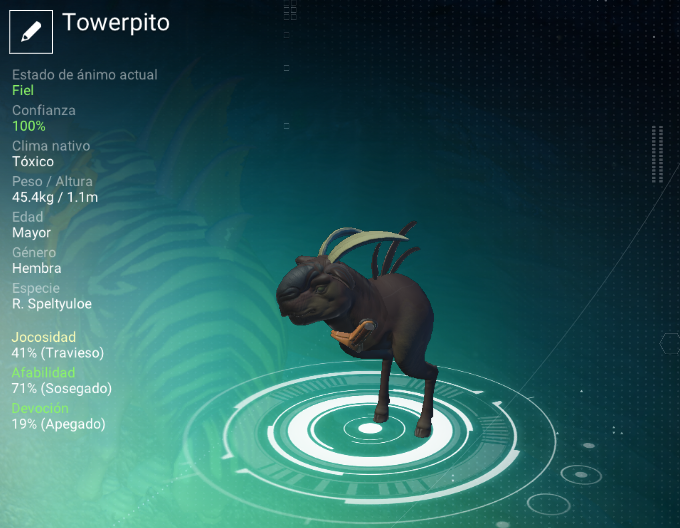 Towerpito
Estado de ánimo actual
Fiel
Confianza
100%
Clima nativo
Tóxico
Peso / Altura
45.4kg / 1.1m
Edad
Mayor
Género
Hembra
Especie
R. Speltyuloe
Jocosidad
41% (Travieso)
Afabilidad
71% (Sosegado)
Devoción
19% (Apegado)